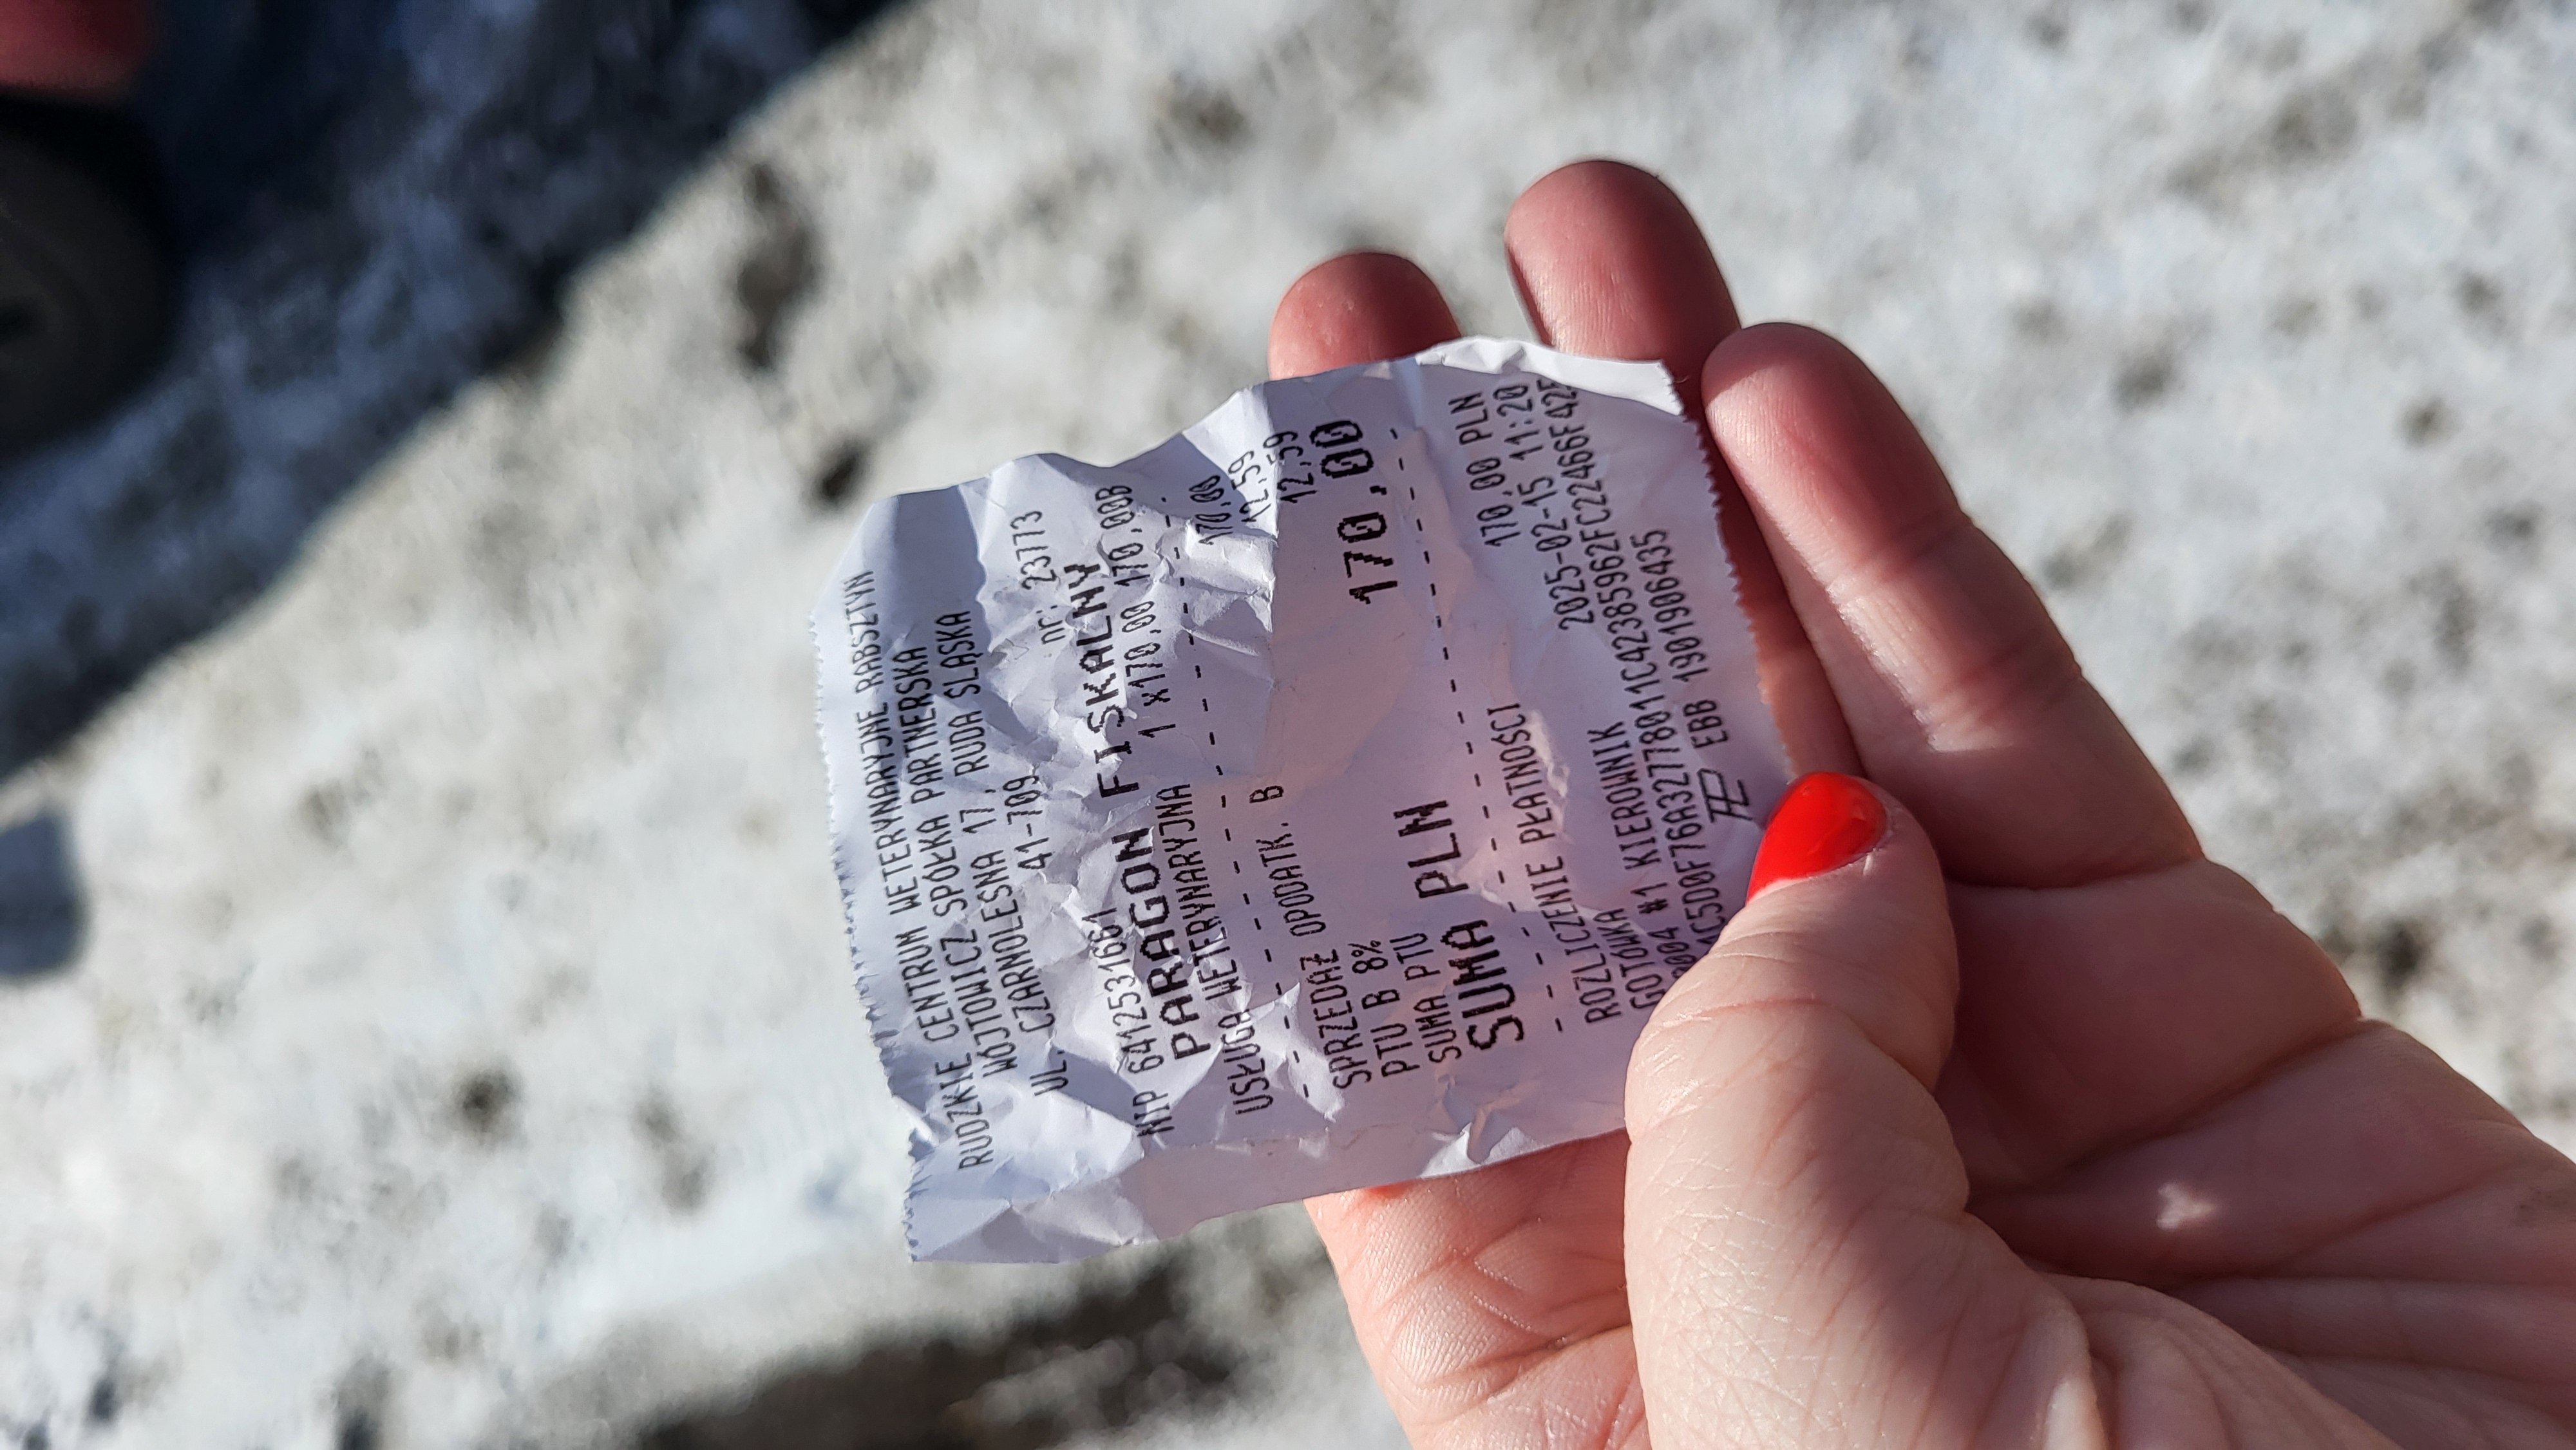 RUDZKIE CENTRUM WETERYNARYJNE RABSZTYN
WÓJTOWICZ SPÓŁKA PARTNERSKA
UL. CZARNOLEŚNA 17, RUDA ŚLĄSKA
41-709
NIP 6412531661 nr: 23773
PARAGON FISKALNY
USŁUGA WETERYNARYJNA 1 x170,00 170,00B
SPRZEDAŻ OPODATK. B 170,00
PTU B 8% 12,59
SUMA PTU 12,59
SUMA PLN 170,00
ROZLICZENIE PŁATNOŚCI
GOTÓWKA 170,00 PLN
#1 KIEROWNIK 2025-02-15 11:20
EBB 1901906435